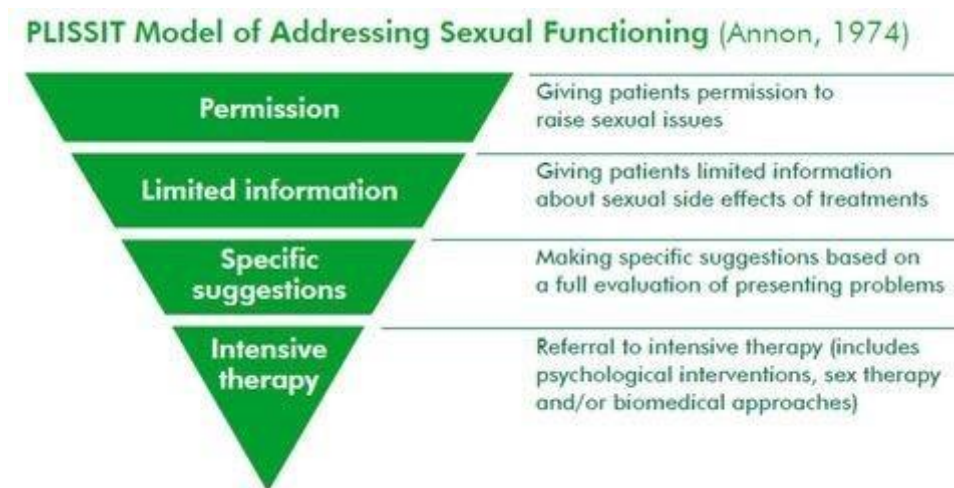 PLISSIT Model of Addressing Sexual Functioning (Annon, 1974)
Permission
Giving patients permission to
raise sexual issues
Limited information
Giving patients limited information
about sexual side effects of treatments
Specific
suggestions
Making specific suggestions based on
a full evaluation of presenting problems
Intensive
therapy
Referral to intensive therapy (includes
psychological interventions, sex therapy
and/or biomedical approaches)